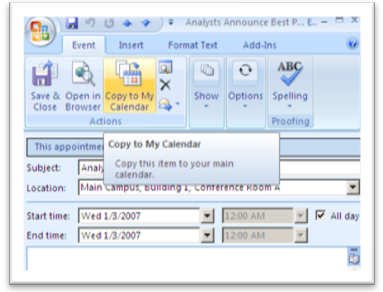 Analysts Announce Best P... E..
Event Insert Format Text Add-Ins
Save & Close
Open in Browser
Copy to My Calendar
Show
Options
ABC
Spelling
Actions
Proofing
Copy to My Calendar
Copy this item to your main
calendar.
This appointme
Subject: Analy
Location: Main Campus, Building 1, Conference Room A
Start time: Wed 1/3/2007 12:00 AM All day
End time: Wed 1/3/2007 12:00 AM